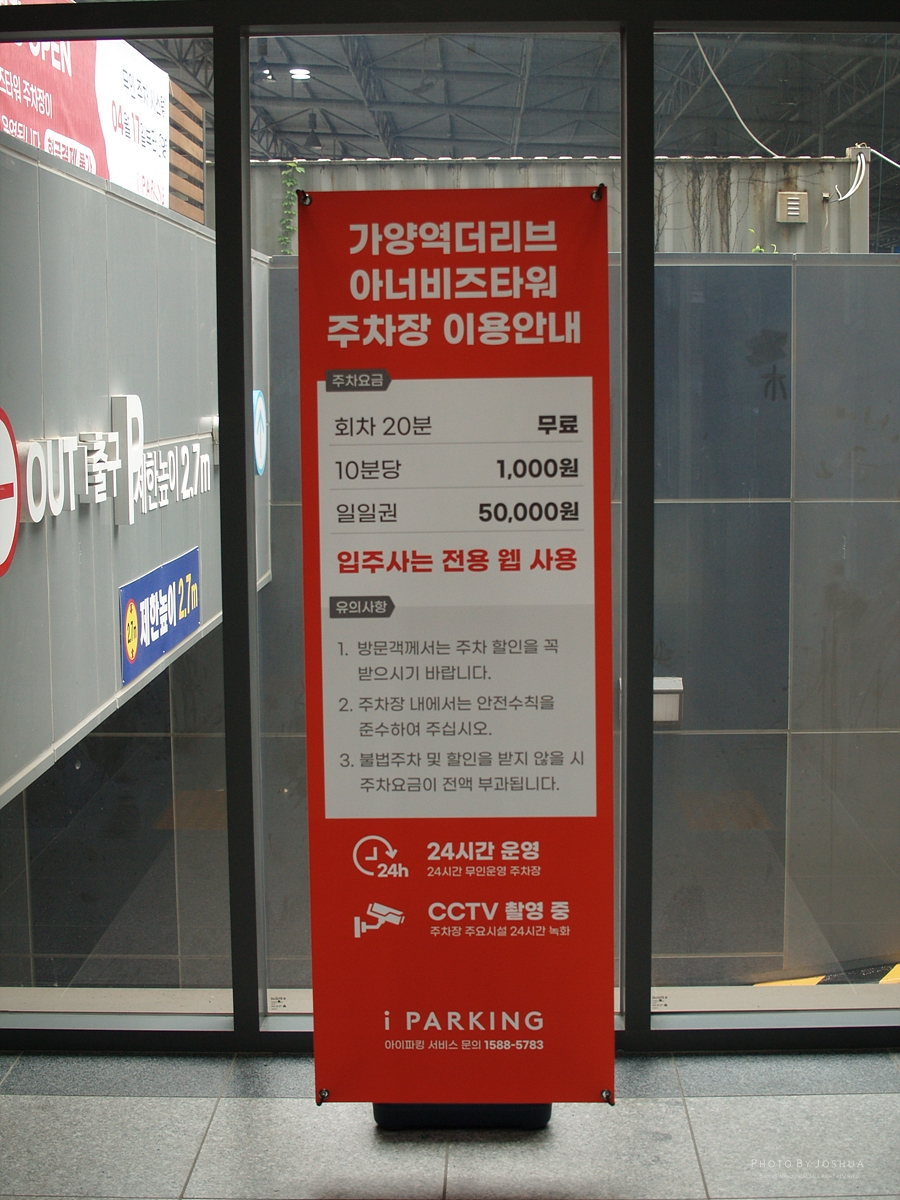 OPEN
04월 17일
OUT 출구 P 제한높이 2.7m
2.7m 제한높이 2.7m
가양역더리브
아너비즈타워
주차장 이용안내
주차요금
회차 20분 무료
10분당 1,000원
일일권 50,000원
입주사는 전용 웹 사용
유의사항
1. 방문객께서는 주차 할인을 꼭
받으시기 바랍니다.
2. 주차장 내에서는 안전수칙을
준수하여 주십시오.
3. 불법주차 및 할인을 받지 않을 시
주차요금이 전액 부과됩니다.
24h
24시간 운영
24시간 무인운영 주차장
CCTV 촬영 중
주차장 주요시설 24시간 녹화
i PARKING
아이파킹 서비스 문의 1588-5783
PHOTO BY JOSHUA